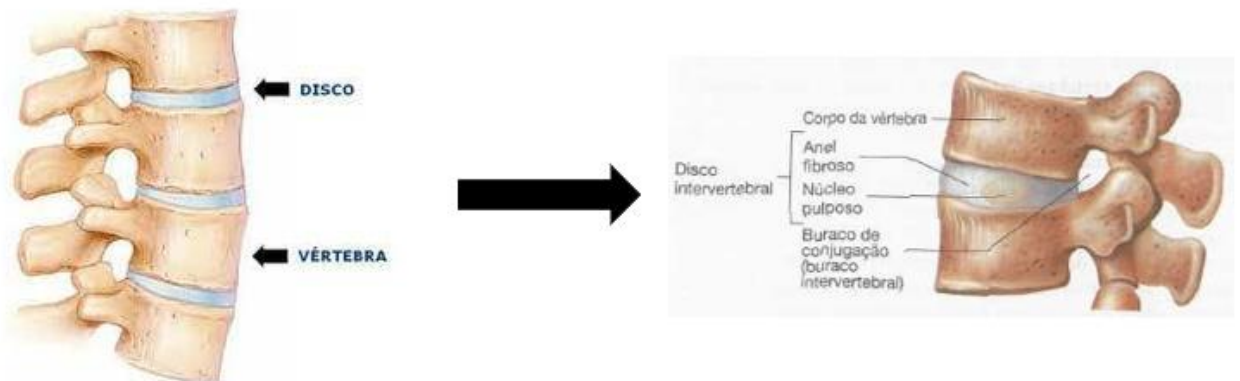 DISCO
VÉRTEBRA
Corpo da vértebra
Disco
intervertebral
Anel
fibroso
Núcleo
pulposo
Buraco de
conjugação
(buraco
intervertebral)